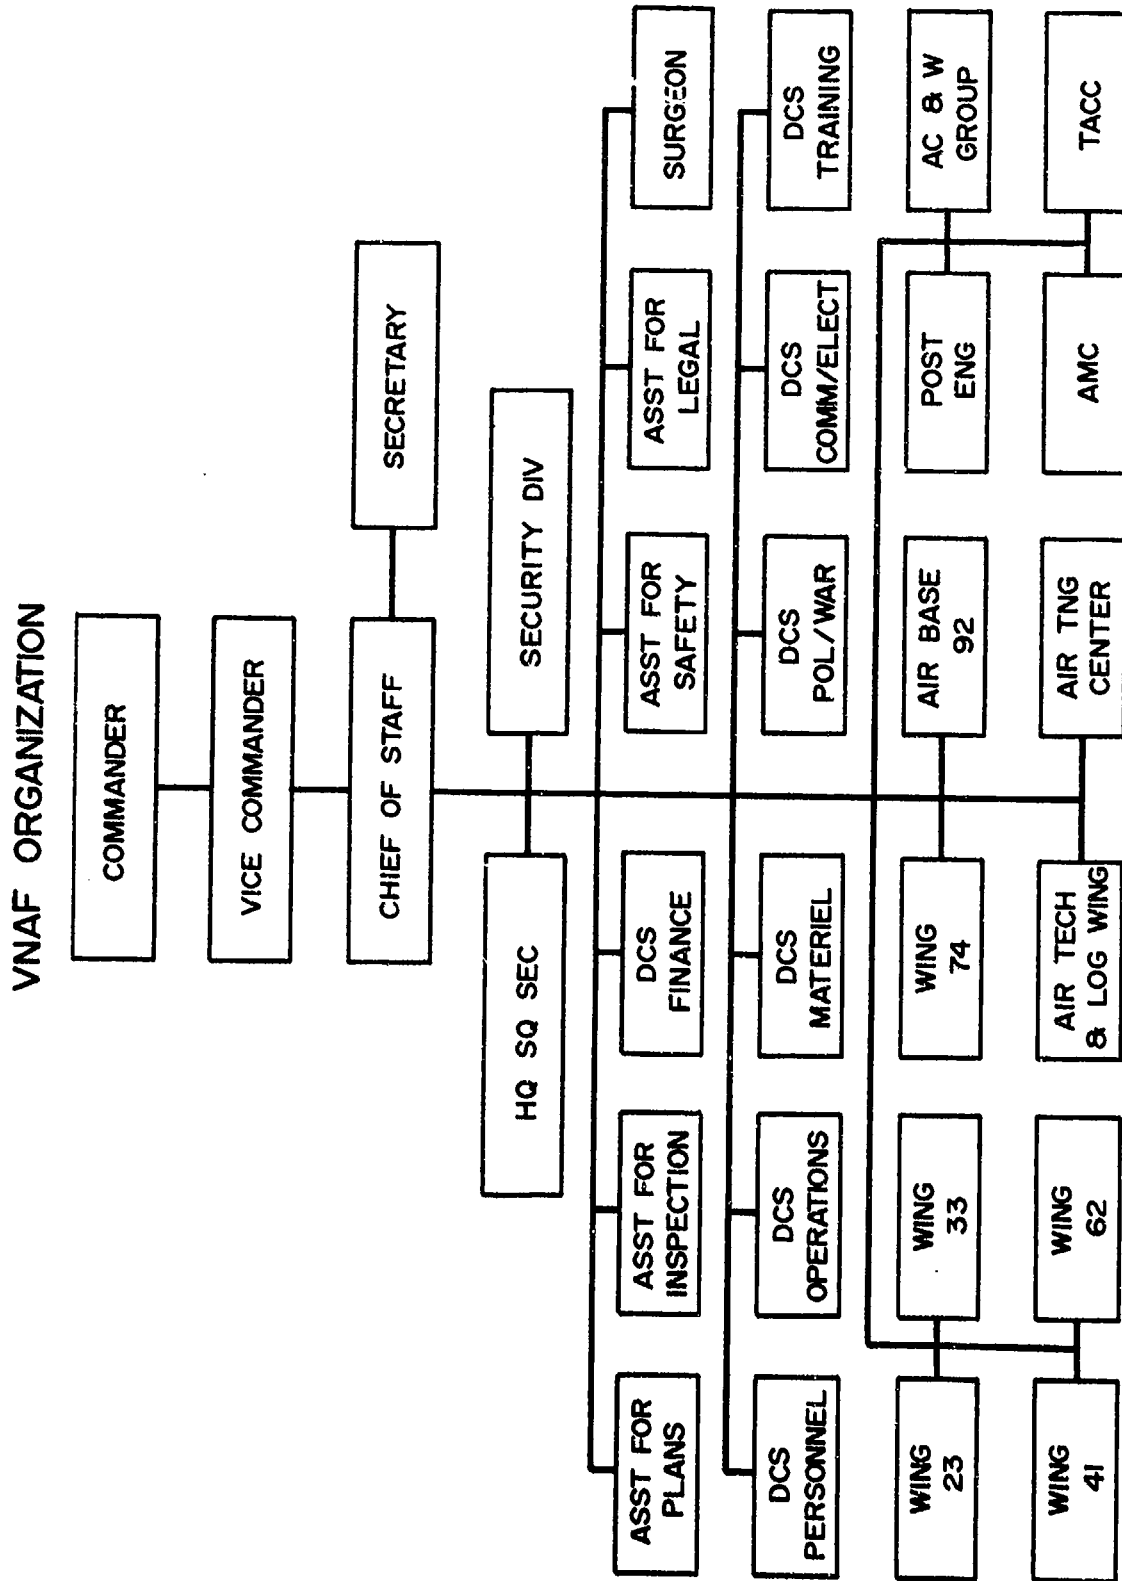 VNAF ORGANIZATION
COMMANDER
VICE COMMANDER
CHIEF OF STAFF
SECRETARY
HQ SQ SEC
SECURITY DIV
ASST FOR
PLANS
ASST FOR
INSPECTION
DCS
FINANCE
ASST FOR
SAFETY
ASST FOR
LEGAL
SURGEON
DCS
PERSONNEL
DCS
OPERATIONS
DCS
MATERIEL
DCS
POL/WAR
DCS
COMM/ELECT
DCS
TRAINING
WING
23
WING
33
WING
74
AIR BASE
92
POST
ENG
AC & W
GROUP
WING
41
WING
62
AIR TECH
& LOG WING
AIR TNG
CENTER
AMC
TACC